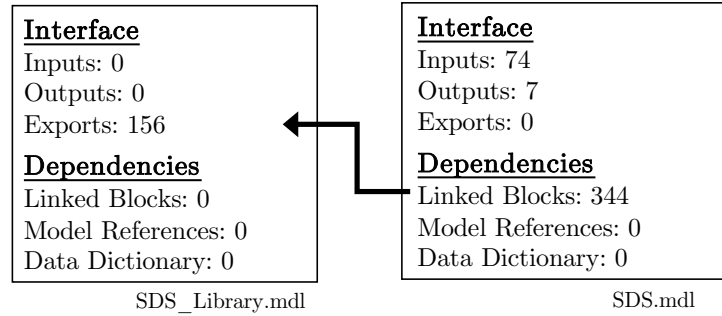 Interface
Inputs: 0
Outputs: 0
Exports: 156
Dependencies
Linked Blocks: 0
Model References: 0
Data Dictionary: 0
SDS_Library.mdl
Interface
Inputs: 74
Outputs: 7
Exports: 0
Dependencies
Linked Blocks: 344
Model References: 0
Data Dictionary: 0
SDS.mdl